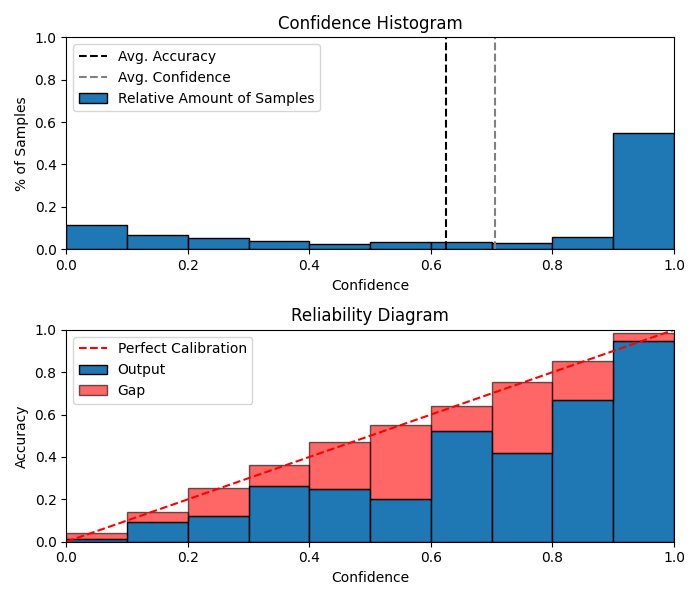 Confidence Histogram
1.0
0.8
0.6
0.4
0.2
0.0
% of Samples
Avg. Accuracy
Avg. Confidence
Relative Amount of Samples
0.0 0.2 0.4 0.6 0.8 1.0
Confidence
Reliability Diagram
1.0
0.8
0.6
0.4
0.2
0.0
Accuracy
Perfect Calibration
Output
Gap
0.0 0.2 0.4 0.6 0.8 1.0
Confidence